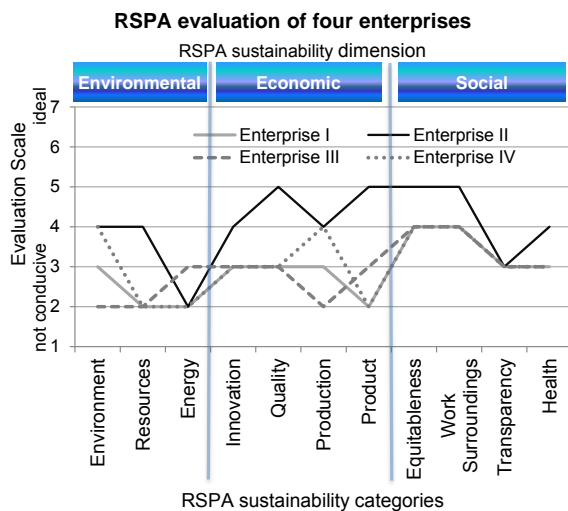 RSPA evaluation of four enterprises
RSPA sustainability dimension
Environmental
Economic
Social
Enterprise I
Enterprise II
Enterprise III
Enterprise IV
Evaluation Scale
not conducive
ideal
7
6
5
4
3
2
1
Environment
Resources
Energy
Innovation
Quality
Production
Product
Equitableness
Work
Surroundings
Transparency
Health
RSPA sustainability categories